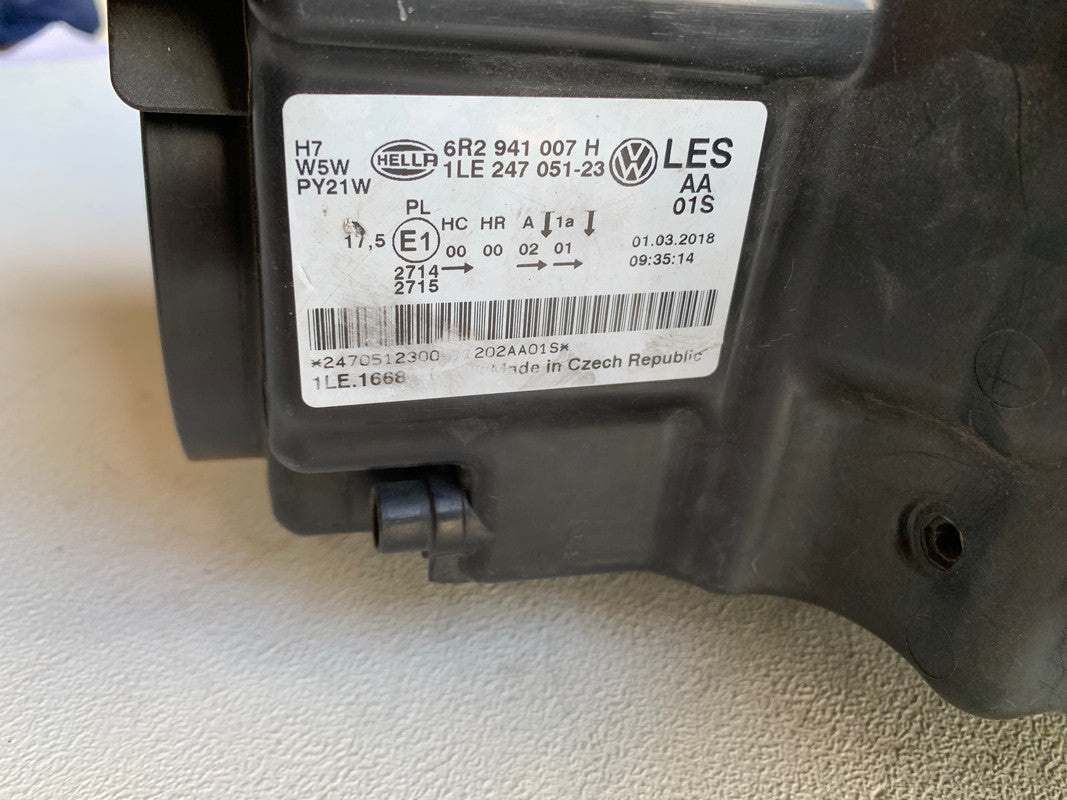 H7
W5W
PY21W
HELLA
6R2 941 007 H
1LE 247 051-23
VW
LES
AA
01S
PL
17,5 E1
HC HR A ↓ 1a ↓
00 00 02 01
→ → →
2714
2715
01.03.2018
09:35:14
*2470512300 202AA01S*
1LE.1668
Made in Czech Republic